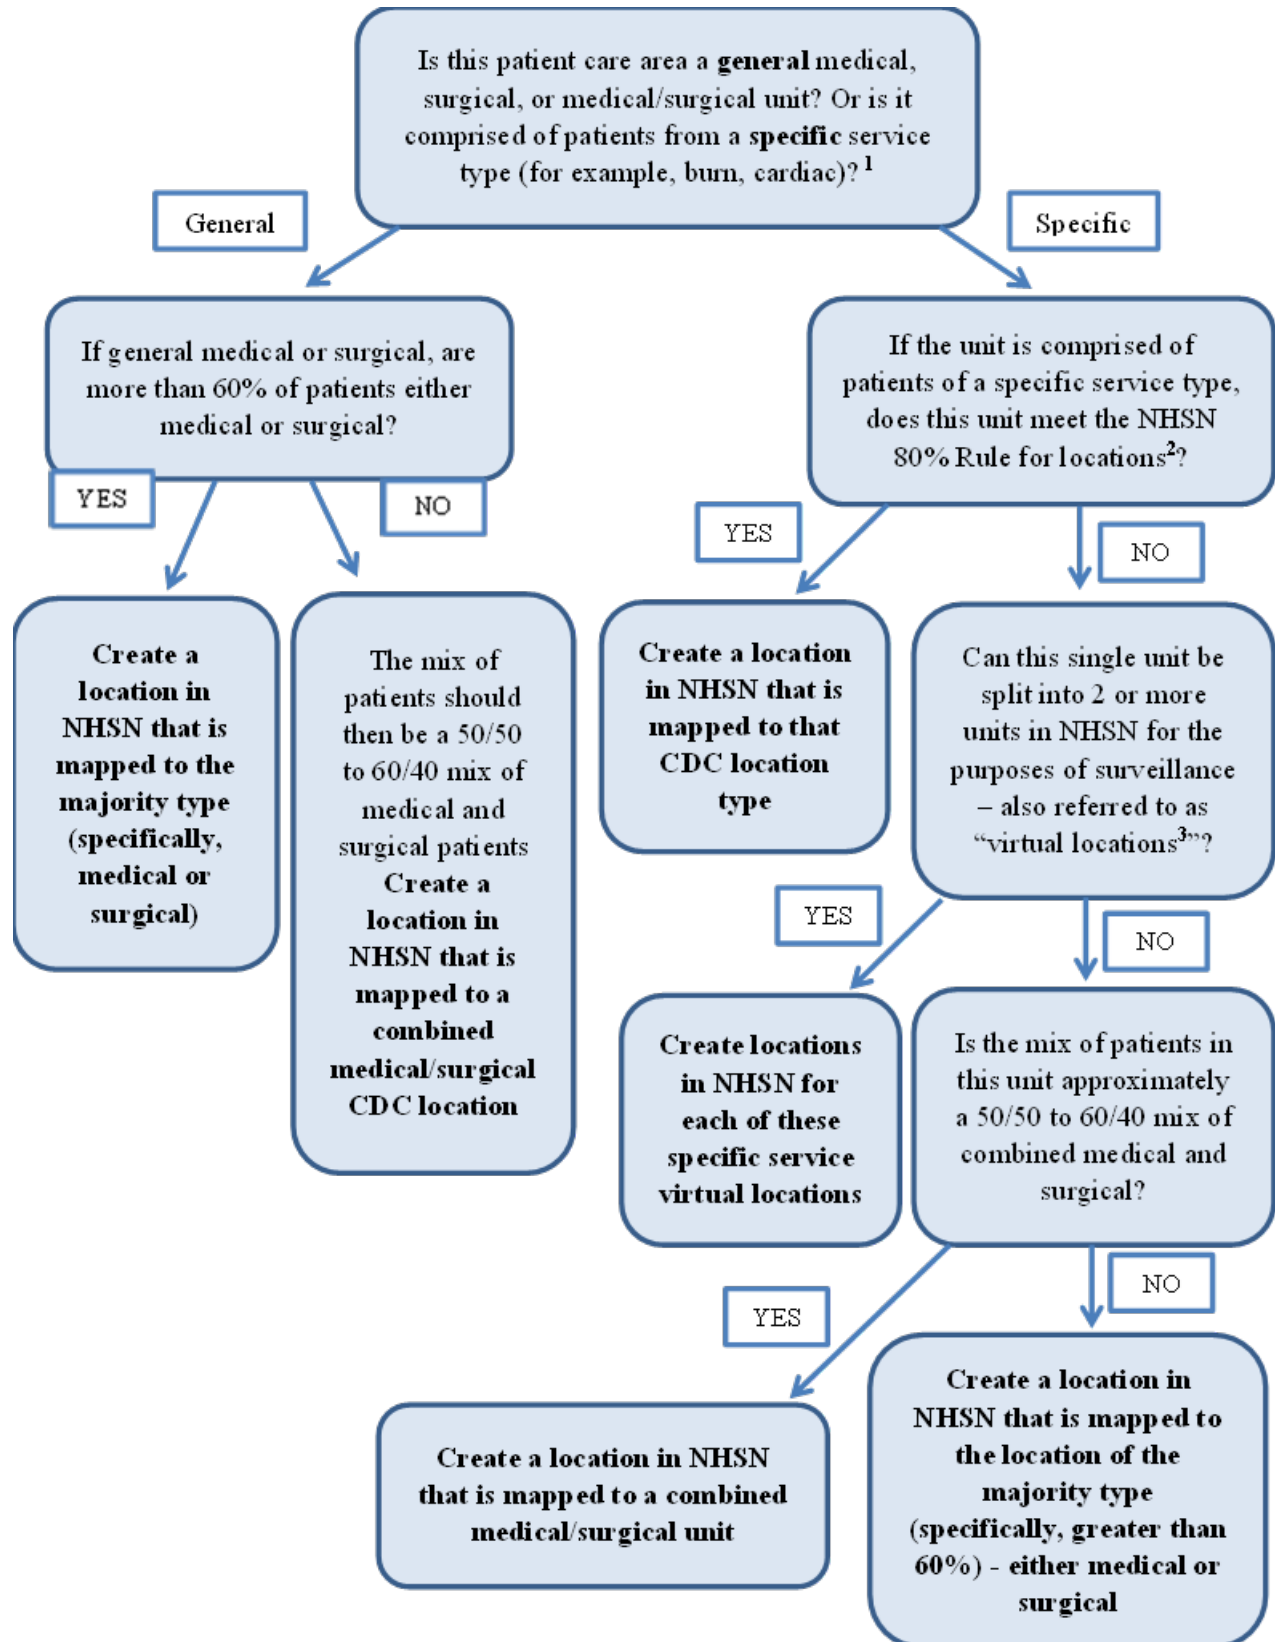 Is this patient care area a general medical,
surgical, or medical/surgical unit? Or is it
comprised of patients from a specific service
type (for example, burn, cardiac)? 1
General
Specific
If general medical or surgical, are
more than 60% of patients either
medical or surgical?
If the unit is comprised of
patients of a specific service type,
does this unit meet the NHSN
80% Rule for locations2?
YES
NO
YES
NO
Create a
location in
NHSN that is
mapped to the
majority type
(specifically,
medical or
surgical)
The mix of
patients should
then be a 50/50
to 60/40 mix of
medical and
surgical patients
Create a
location in
NHSN that is
mapped to a
combined
medical/surgical
CDC location
Create a location
in NHSN that is
mapped to that
CDC location
type
Can this single unit be
split into 2 or more
units in NHSN for the
purposes of surveillance
– also referred to as
“virtual locations3”?
YES
NO
Create locations
in NHSN for
each of these
specific service
virtual locations
Is the mix of patients in
this unit approximately
a 50/50 to 60/40 mix of
combined medical and
surgical?
YES
NO
Create a location in NHSN
that is mapped to a combined
medical/surgical unit
Create a location in
NHSN that is mapped to
the location of the
majority type
(specifically, greater than
60%) - either medical or
surgical